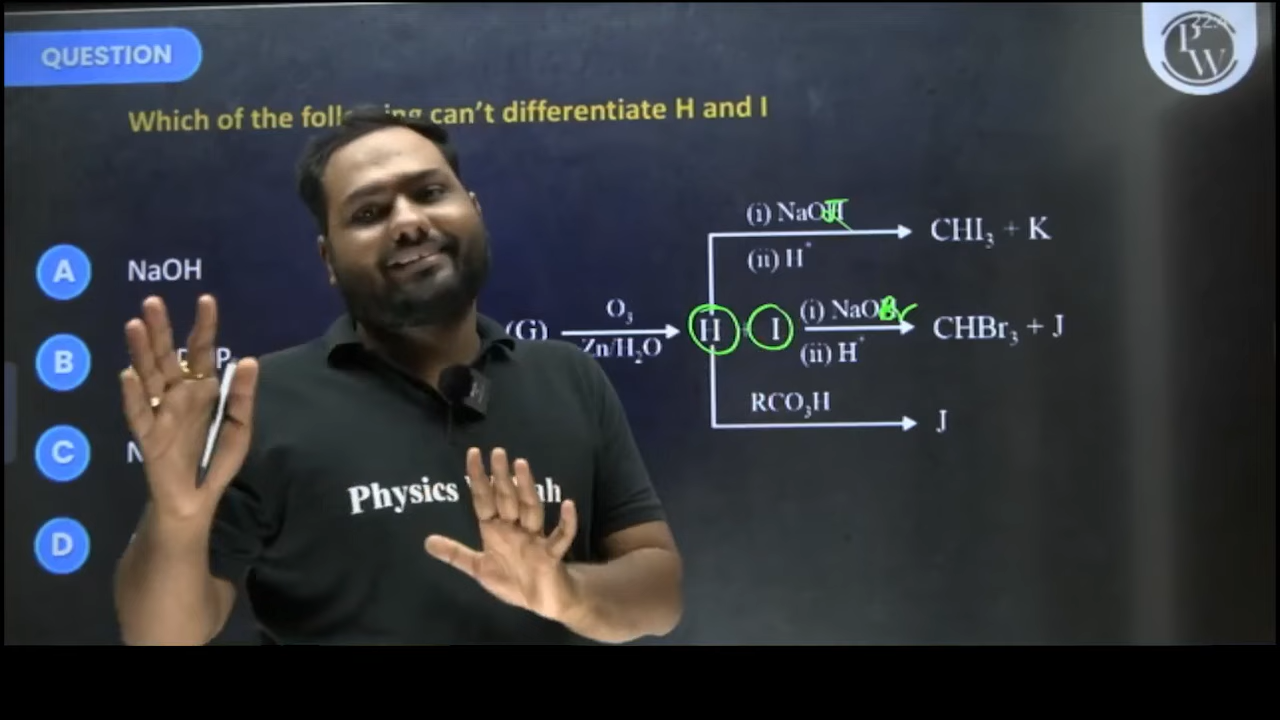 QUESTION
Which of the can't differentiate H and I
A NaOH
B
C
D
(G) O₃ Zn/H₂O H + I
(i) NaOI
(ii) H⁺
CHI₃ + K
(i) NaOBr
(ii) H⁺
CHBr₃ + J
RCO₃H
J
Physics
PW